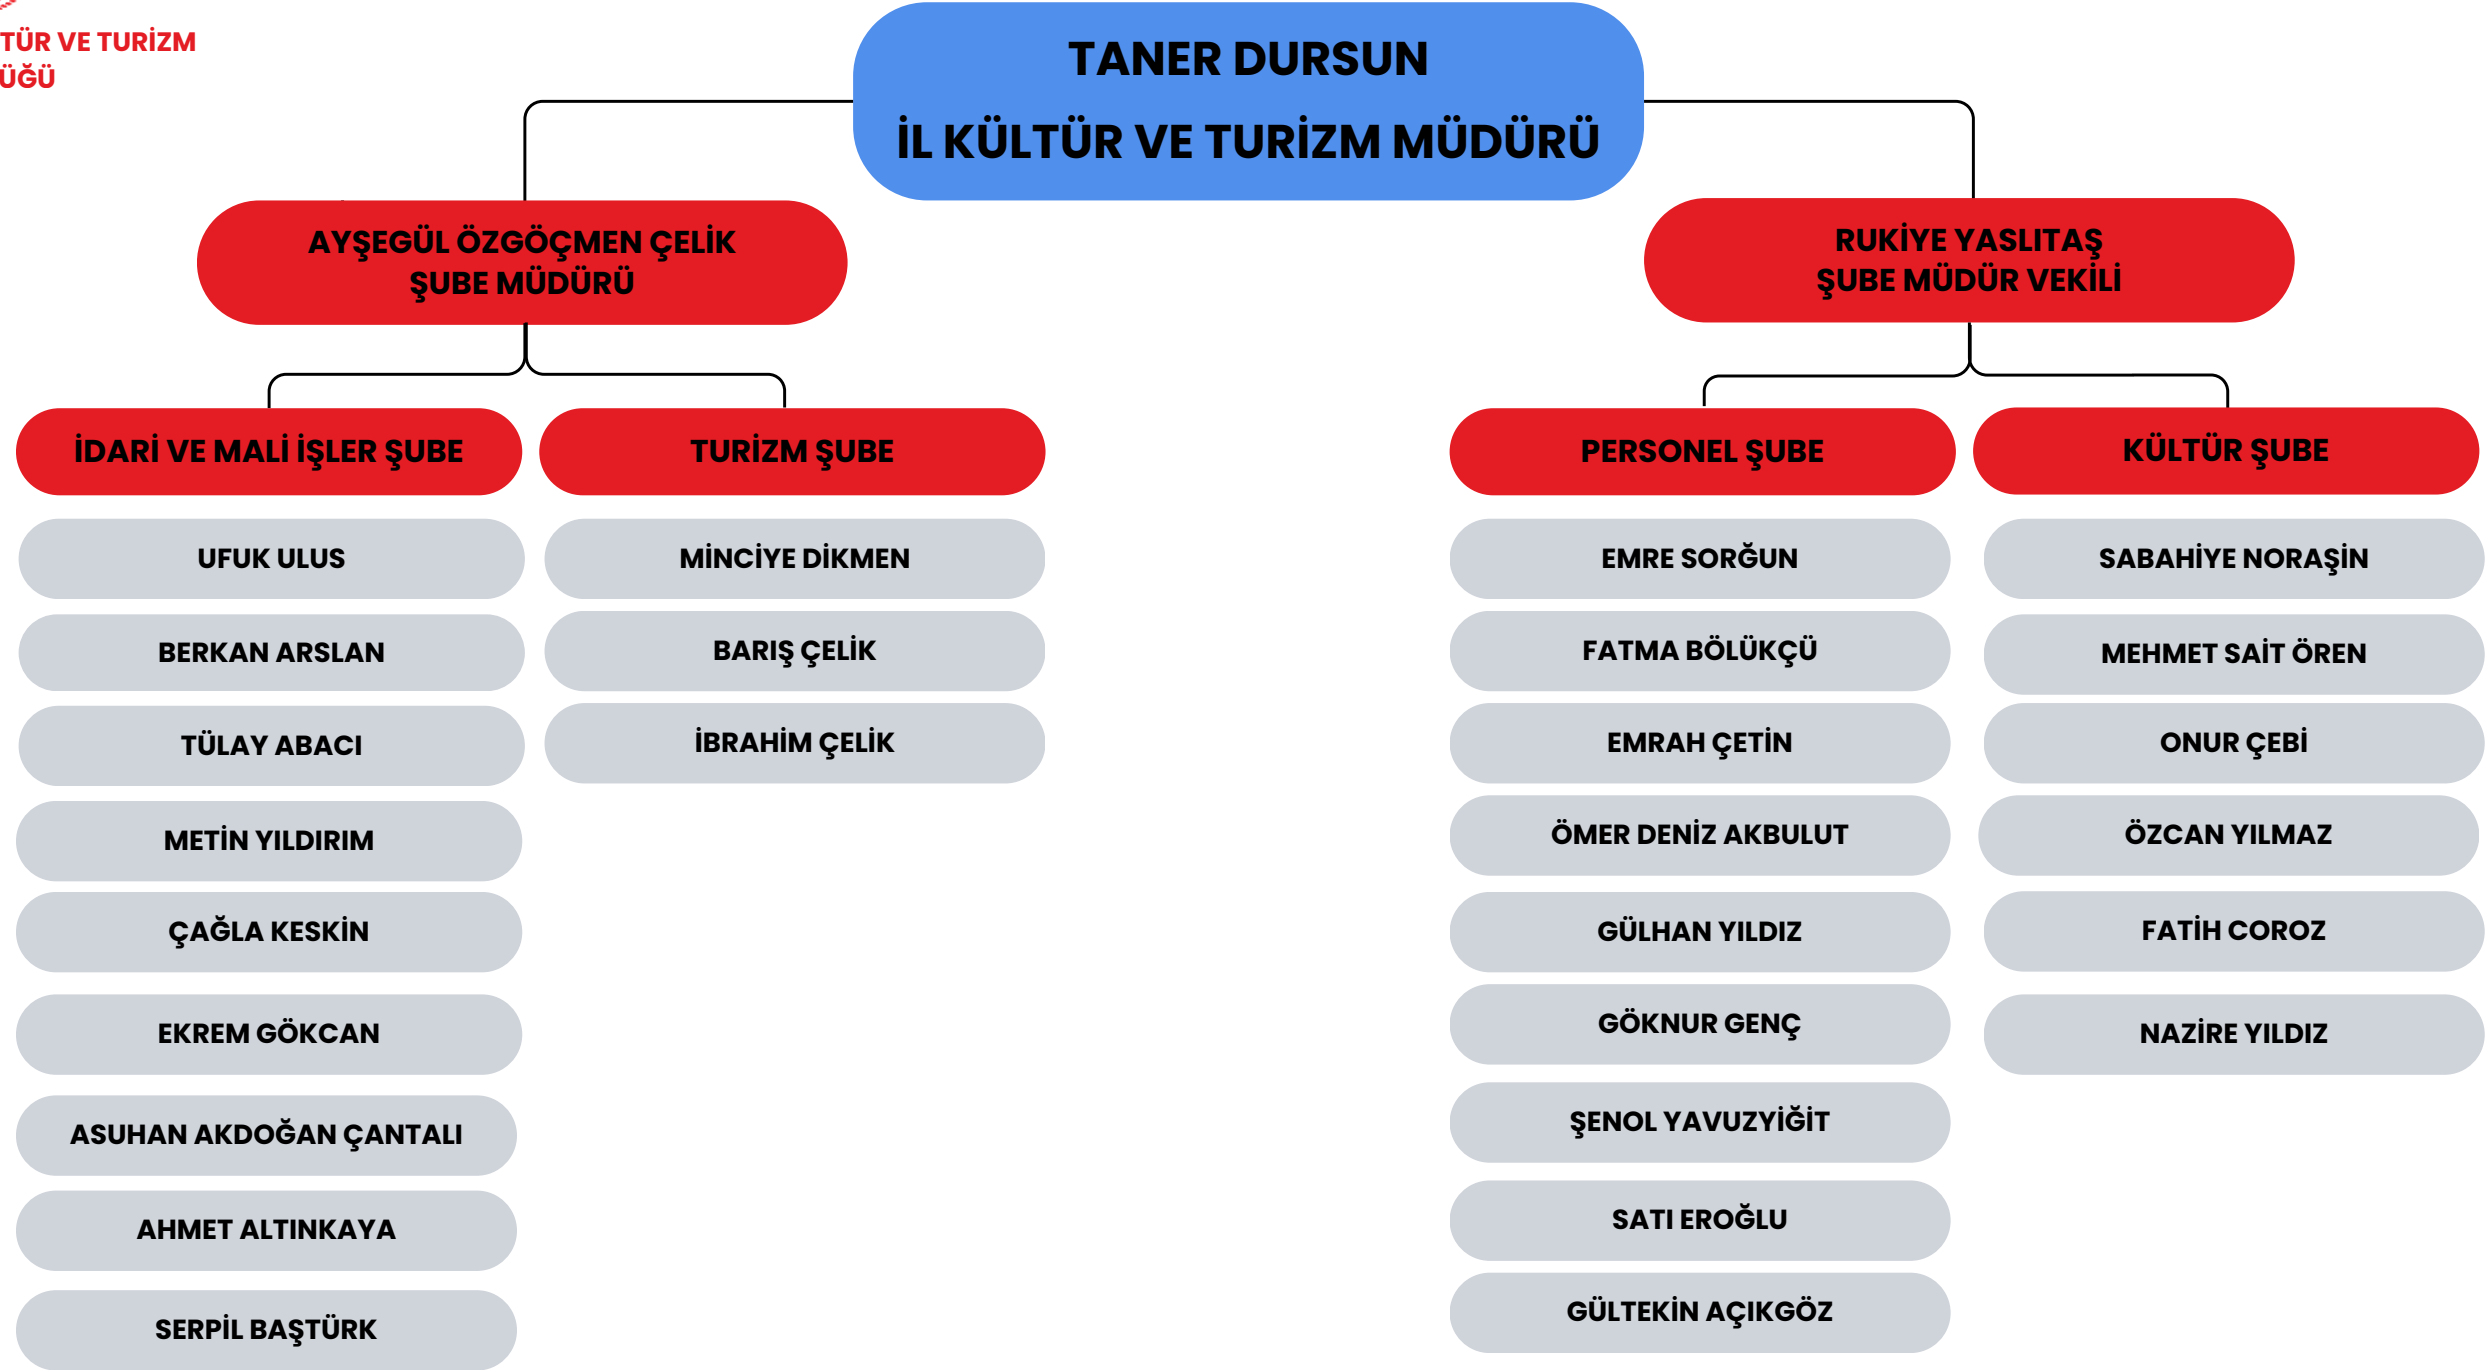 TÜR VE TURİZM
ÜĞÜ
TANER DURSUN
İL KÜLTÜR VE TURİZM MÜDÜRÜ
AYŞEGÜL ÖZGÖÇMEN ÇELİK
ŞUBE MÜDÜRÜ
RUKİYE YASLITAŞ
ŞUBE MÜDÜR VEKİLİ
İDARİ VE MALİ İŞLER ŞUBE
UFUK ULUS
BERKAN ARSLAN
TÜLAY ABACI
METİN YILDIRIM
ÇAĞLA KESKİN
EKREM GÖKCAN
ASUHAN AKDOĞAN ÇANTALI
AHMET ALTINKAYA
SERPİL BAŞTÜRK
TURİZM ŞUBE
MİNCİYE DİKMEN
BARIŞ ÇELİK
İBRAHİM ÇELİK
PERSONEL ŞUBE
EMRE SORĞUN
FATMA BÖLÜKÇÜ
EMRAH ÇETİN
ÖMER DENİZ AKBULUT
GÜLHAN YILDIZ
GÖKNUR GENÇ
ŞENOL YAVUZYİĞİT
SATI EROĞLU
GÜLTEKİN AÇIKGÖZ
KÜLTÜR ŞUBE
SABAHİYE NORAŞİN
MEHMET SAİT ÖREN
ONUR ÇEBİ
ÖZCAN YILMAZ
FATİH COROZ
NAZİRE YILDIZ